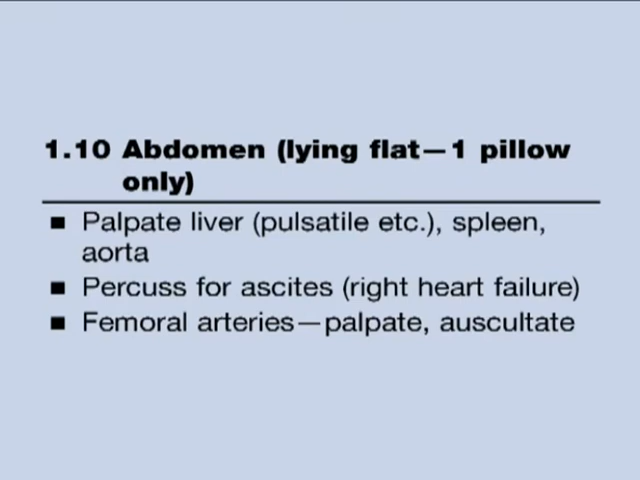 1.10 Abdomen (lying flat—1 pillow
only)
■ Palpate liver (pulsatile etc.), spleen,
aorta
■ Percuss for ascites (right heart failure)
■ Femoral arteries—palpate, auscultate